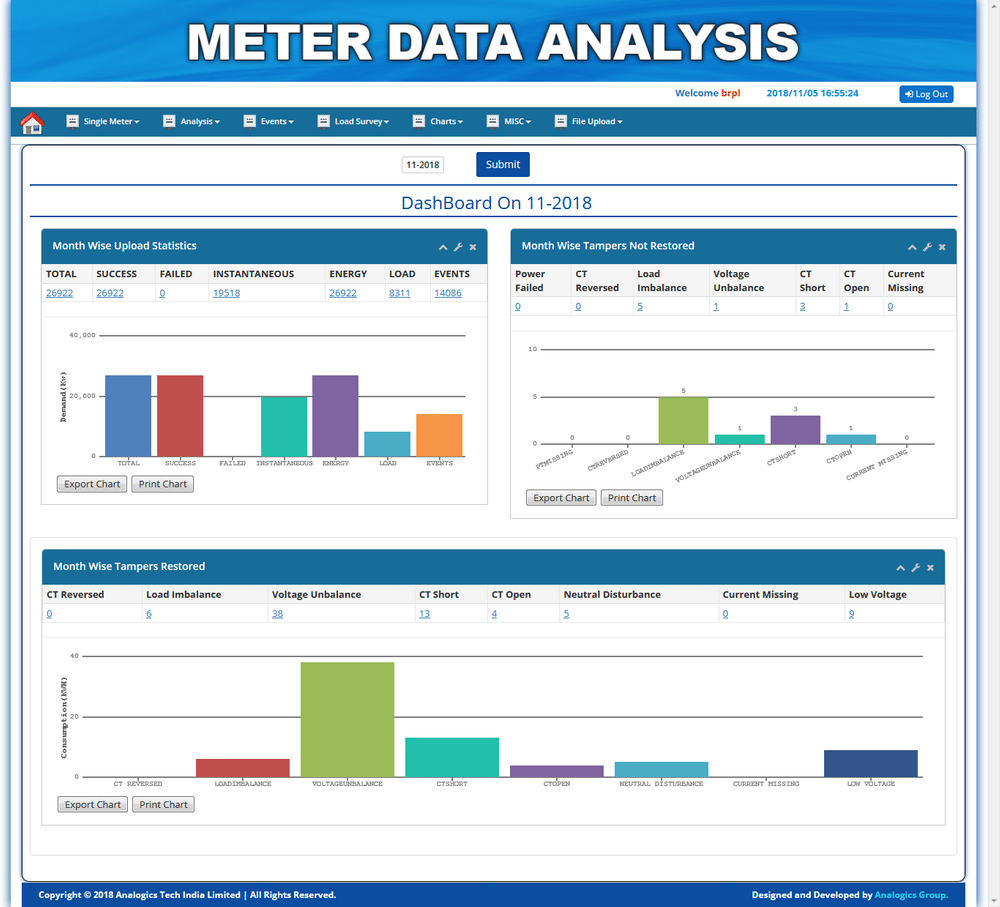 METER DATA ANALYSIS
Welcome brpl 2018/11/05 16:55:24 Log Out
Single Meter Analysis Events Load Survey Charts MISC File Upload
11-2018 Submit
DashBoard On 11-2018
Month Wise Upload Statistics
TOTAL SUCCESS FAILED INSTANTANEOUS ENERGY LOAD EVENTS
26922 26922 0 19518 26922 8311 14086
Demand(Kw)
40,000
20,000
0
TOTAL SUCCESS FAILED INSTANTANEOUS ENERGY LOAD EVENTS
Export Chart Print Chart
Month Wise Tampers Not Restored
Power Failed CT Reversed Load Imbalance Voltage Unbalance CT Short CT Open Current Missing
0 0 5 1 3 1 0
10
5
0
0 0 5 1 3 1 0
PTMISSING CTREVERSED LOADIMBALANCE VOLTAGEUNBALANCE CTSHORT CTOPEN CURRENT MISSING
Export Chart Print Chart
Month Wise Tampers Restored
CT Reversed Load Imbalance Voltage Unbalance CT Short CT Open Neutral Disturbance Current Missing Low Voltage
0 6 38 13 4 5 0 9
Consumption(KWH)
40
20
0
CT REVERSED LOADIMBALANCE VOLTAGEUNBALANCE CTSHORT CTOPEN NEUTRAL DISTURBANCE CURRENT MISSING LOW VOLTAGE
Export Chart Print Chart
Copyright © 2018 Analogics Tech India Limited | All Rights Reserved. Designed and Developed by Analogics Group.